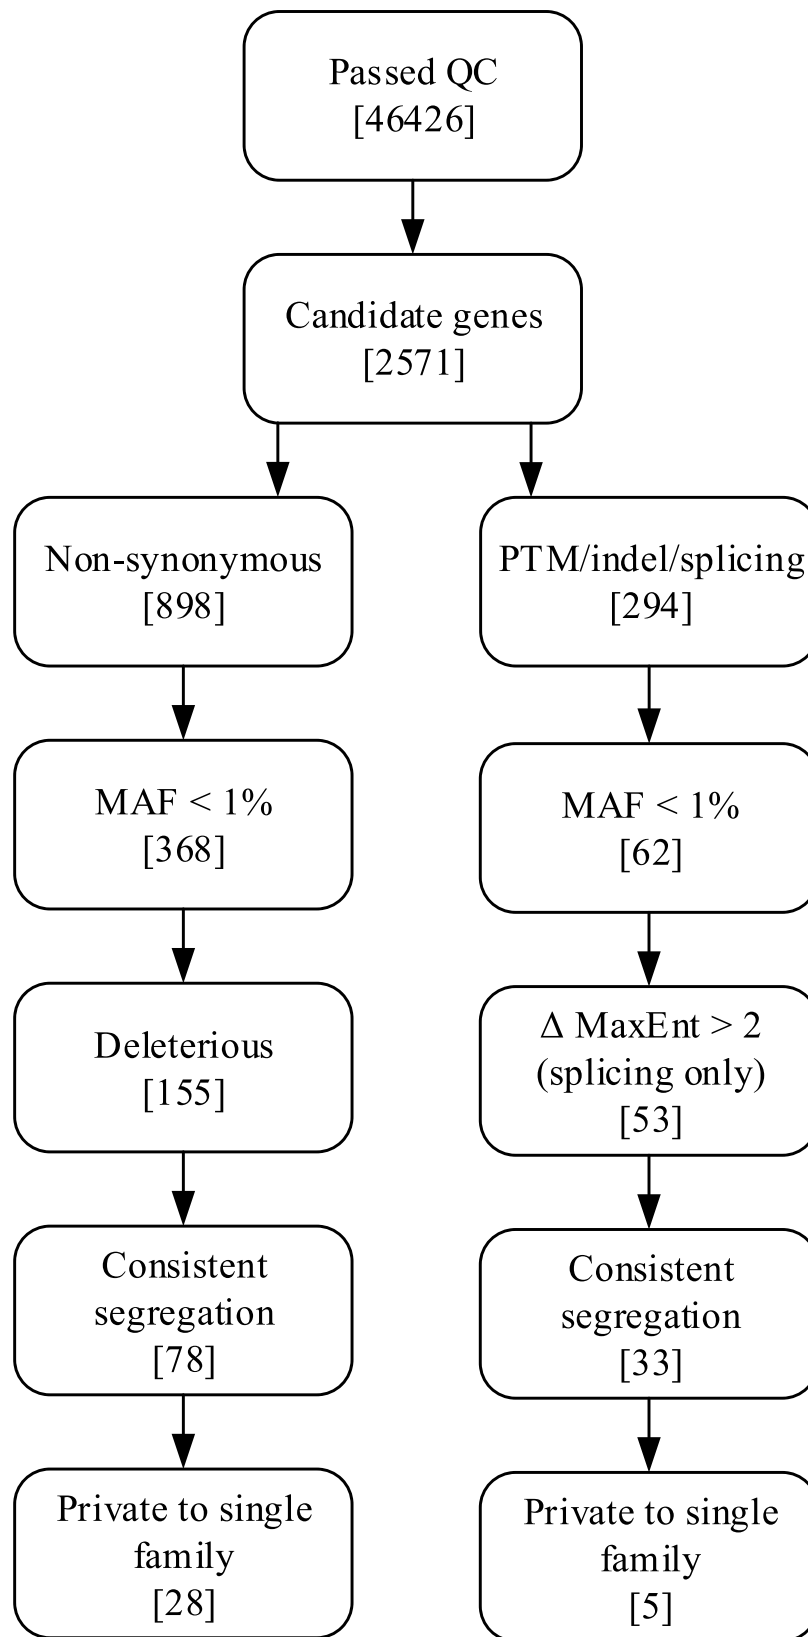 Passed QC
[46426]
Candidate genes
[2571]
Non-synonymous
[898]
MAF < 1%
[368]
Deleterious
[155]
Consistent
segregation
[78]
Private to single
family
[28]
PTM/indel/splicing
[294]
MAF < 1%
[62]
Δ MaxEnt > 2
(splicing only)
[53]
Consistent
segregation
[33]
Private to single
family
[5]